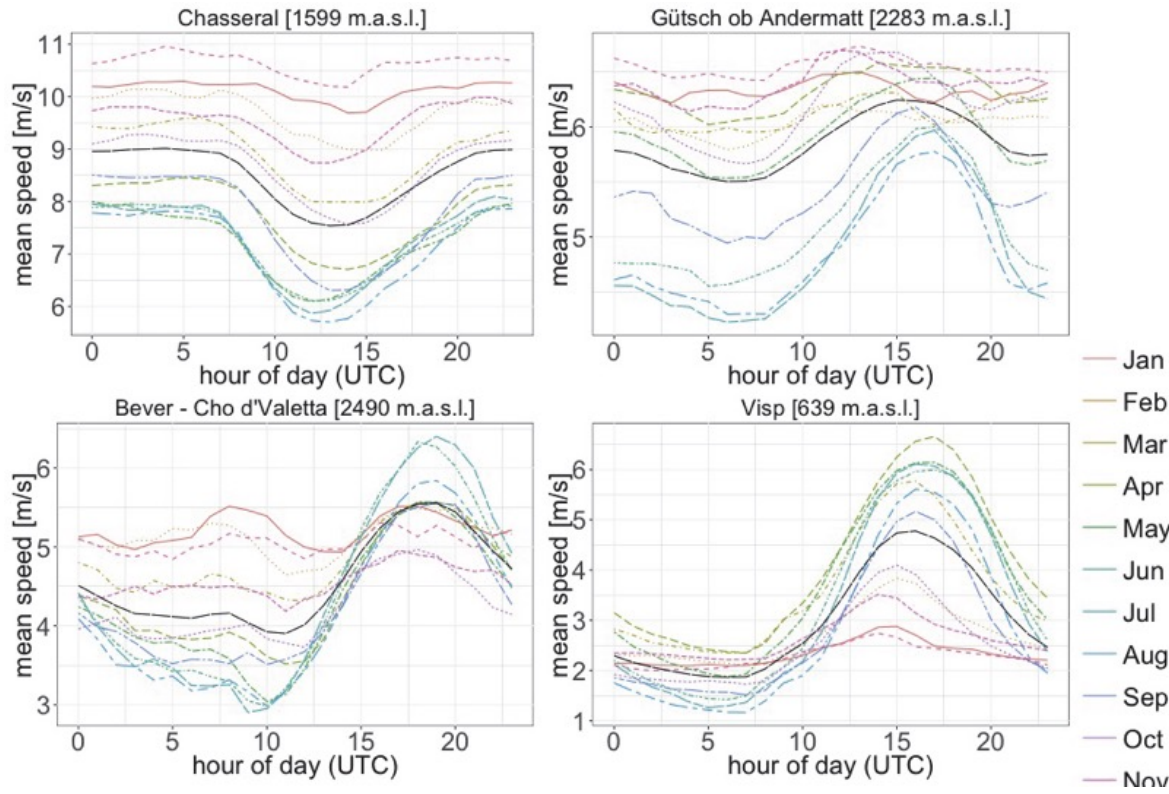 Chasseral [1599 m.a.s.l.]
mean speed [m/s]
11
10
9
8
7
6
0 5 10 15 20
hour of day (UTC)
Gütsch ob Andermatt [2283 m.a.s.l.]
mean speed [m/s]
6
5
0 5 10 15 20
hour of day (UTC)
Bever - Cho d'Valetta [2490 m.a.s.l.]
mean speed [m/s]
6
5
4
3
0 5 10 15 20
hour of day (UTC)
Visp [639 m.a.s.l.]
mean speed [m/s]
6
5
4
3
2
1
0 5 10 15 20
hour of day (UTC)
Jan
Feb
Mar
Apr
May
Jun
Jul
Aug
Sep
Oct
Nov